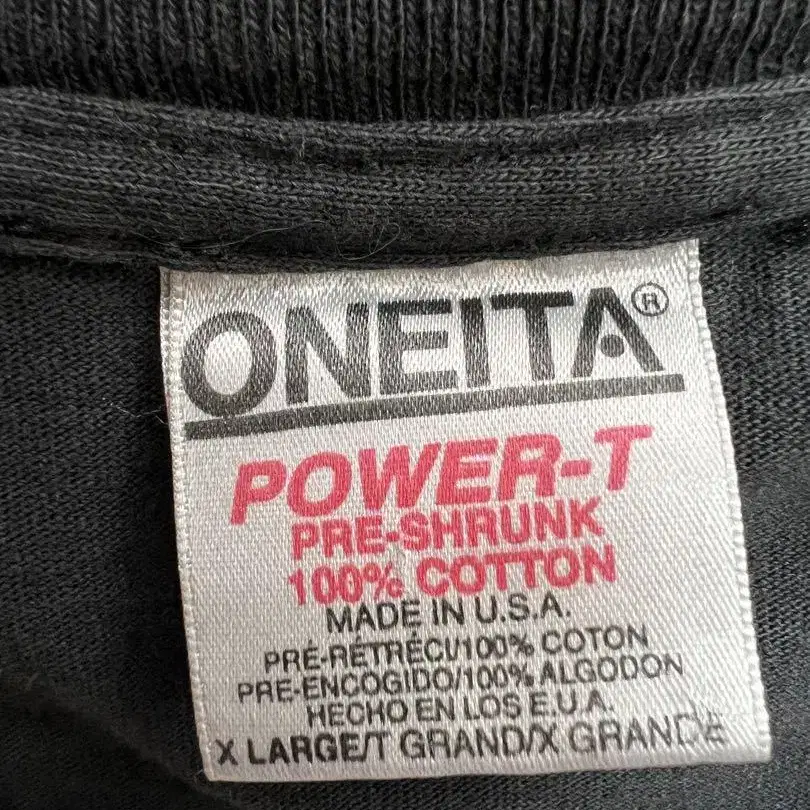 ONEITA®
POWER-T
PRE-SHRUNK
100% COTTON
MADE IN U.S.A.
PRÉ-RÉTRÉCI/100% COTON
PRE-ENCOGIDO/100% ALGODON
HECHO EN LOS E.U.A.
X LARGE/T GRAND/X GRANDE